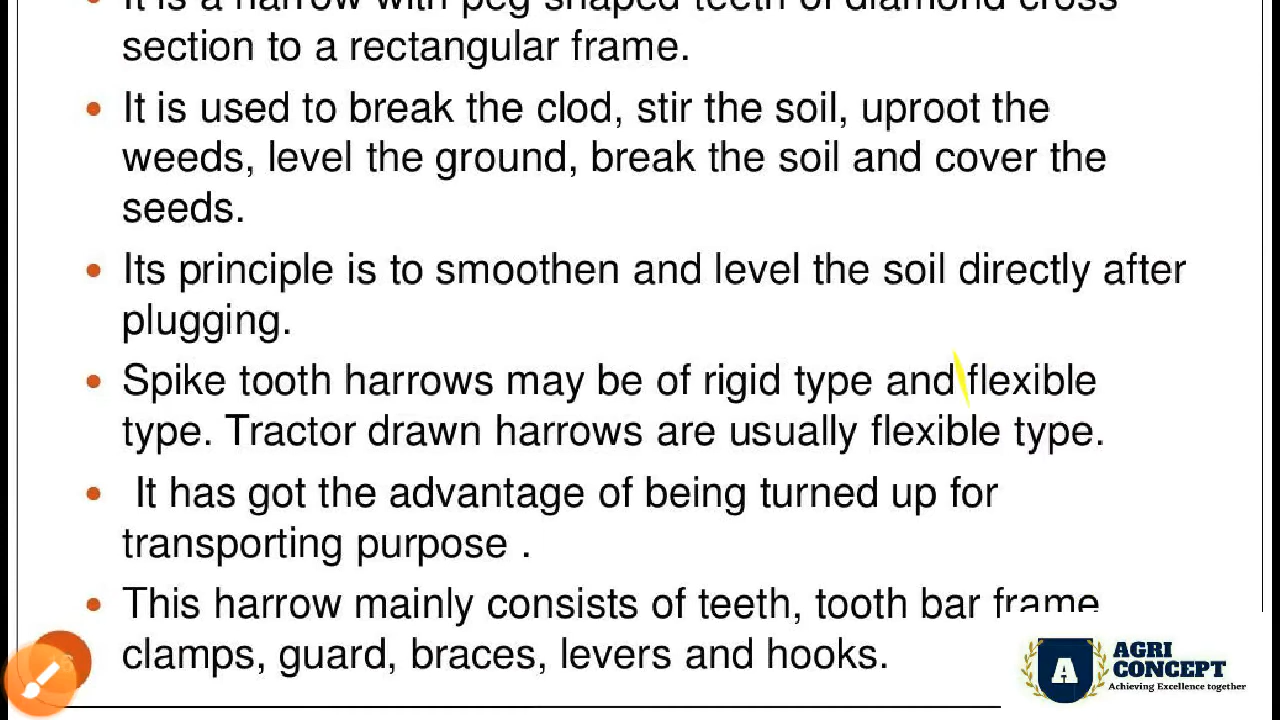 It is a harrow with peg shaped teeth of diamond cross
section to a rectangular frame.
It is used to break the clod, stir the soil, uproot the
weeds, level the ground, break the soil and cover the
seeds.
Its principle is to smoothen and level the soil directly after
plugging.
Spike tooth harrows may be of rigid type and flexible
type. Tractor drawn harrows are usually flexible type.
It has got the advantage of being turned up for
transporting purpose .
This harrow mainly consists of teeth, tooth bar frame
clamps, guard, braces, levers and hooks.
A
AGRI
CONCEPT
Achieving Excellence together